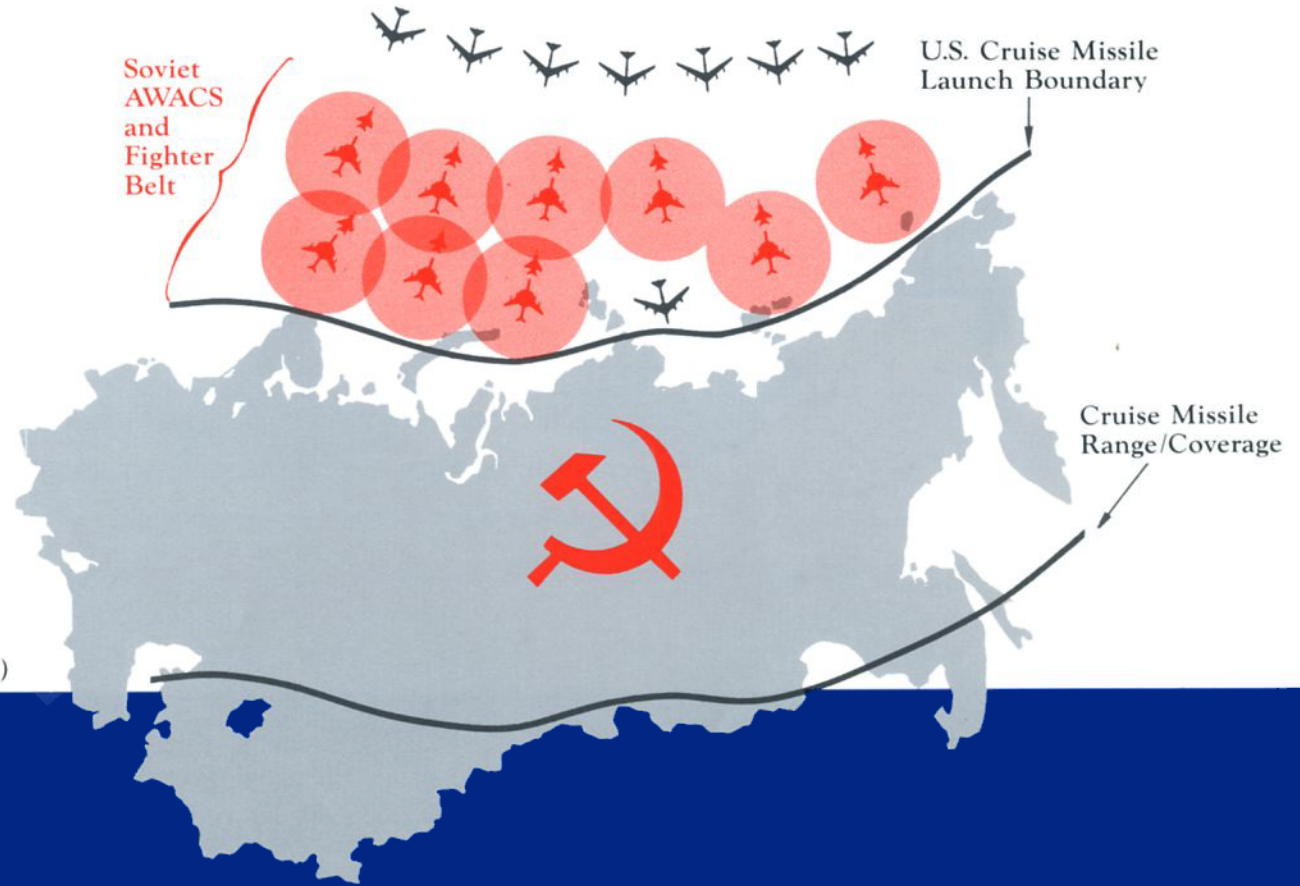 Soviet
AWACS
and
Fighter
Belt
U.S. Cruise Missile
Launch Boundary
Cruise Missile
Range/Coverage
)